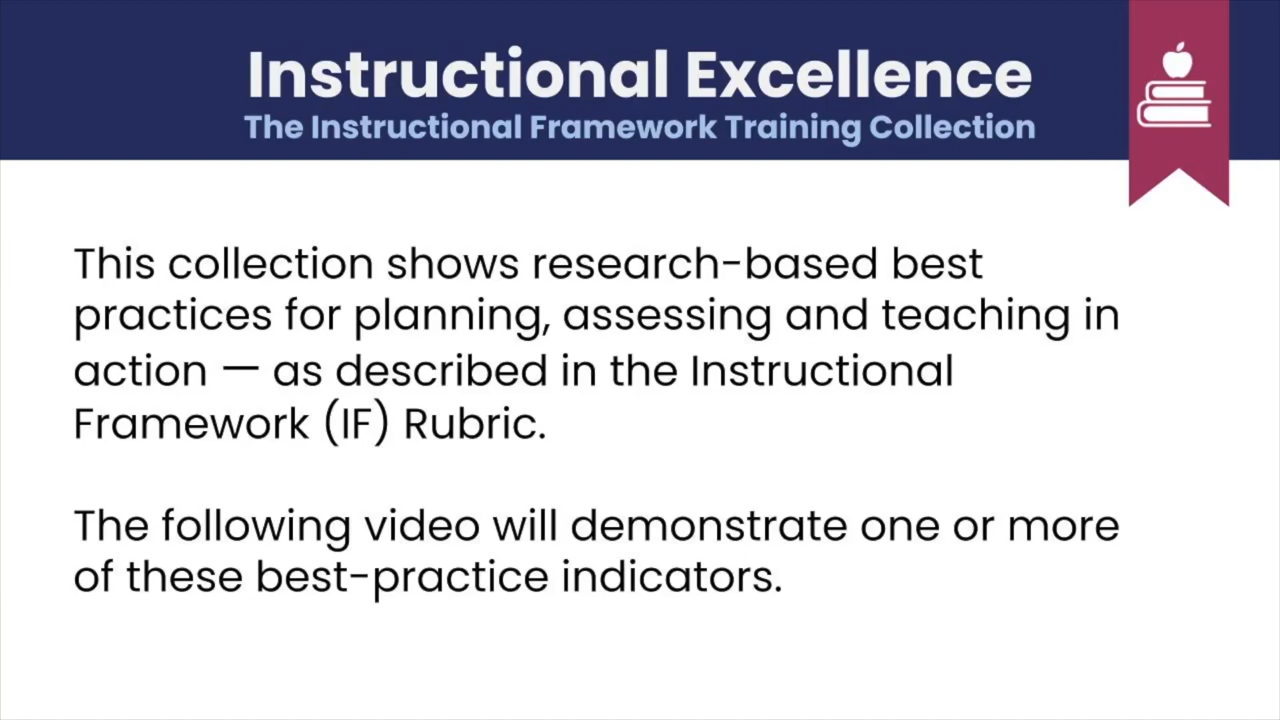 Instructional Excellence
The Instructional Framework Training Collection
This collection shows research-based best
practices for planning, assessing and teaching in
action — as described in the Instructional
Framework (IF) Rubric.
The following video will demonstrate one or more
of these best-practice indicators.